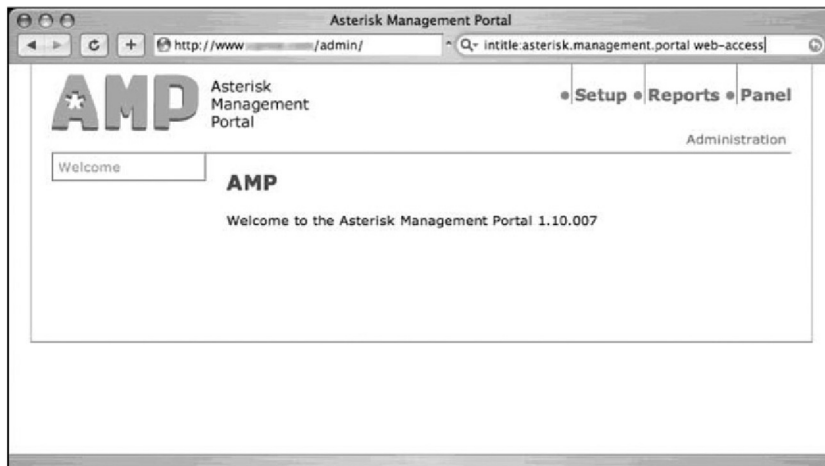 Asterisk Management Portal
http://www /admin/
intitle:asterisk.management.portal web-access
AMP
Asterisk
Management
Portal
Setup
Reports
Panel
Administration
Welcome
AMP
Welcome to the Asterisk Management Portal 1.10.007